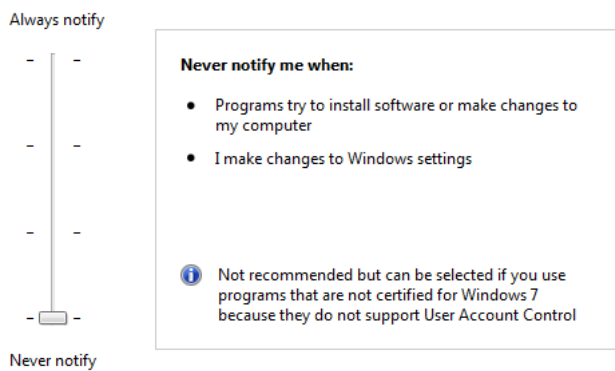 Always notify
Never notify me when:
Programs try to install software or make changes to
my computer
I make changes to Windows settings
Not recommended but can be selected if you use
programs that are not certified for Windows 7
because they do not support User Account Control
Never notify